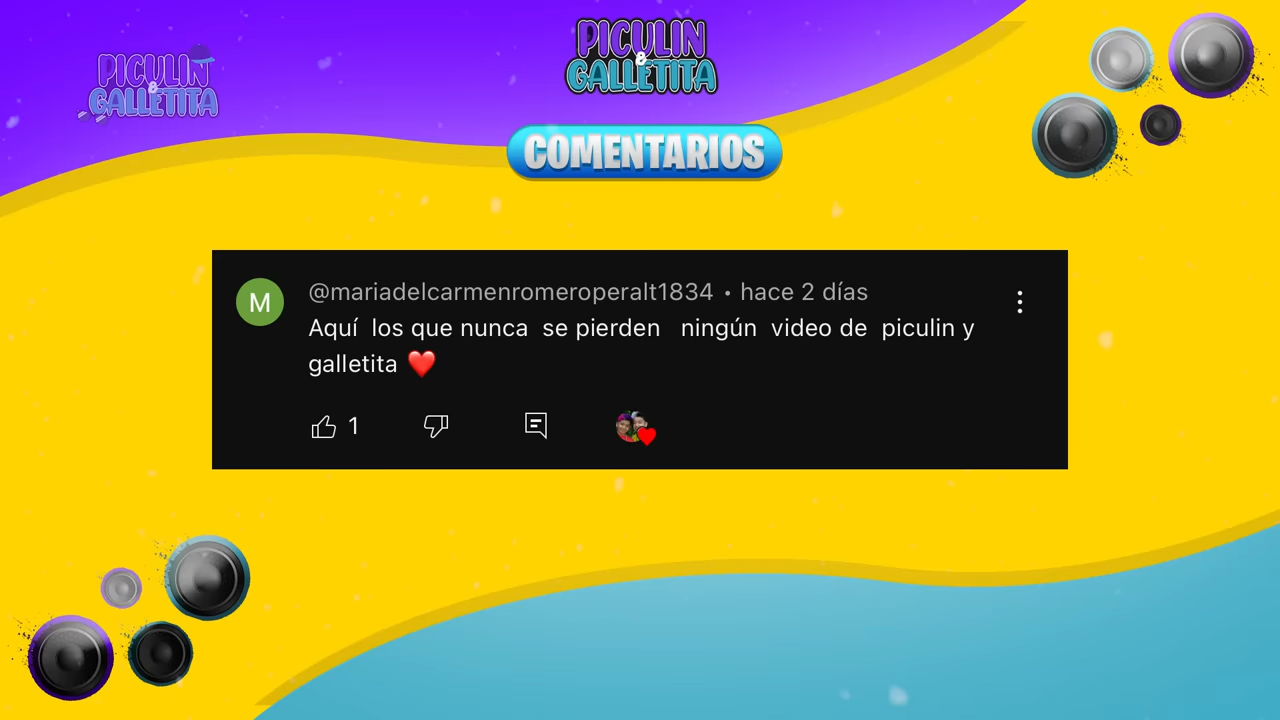 PICULIN
&
GALLETITA
PICULIN
&
GALLETITA
COMENTARIOS
M
@mariadelcarmenromeroperalt1834 • hace 2 días
Aquí los que nunca se pierden ningún video de piculin y
galletita ❤️
1